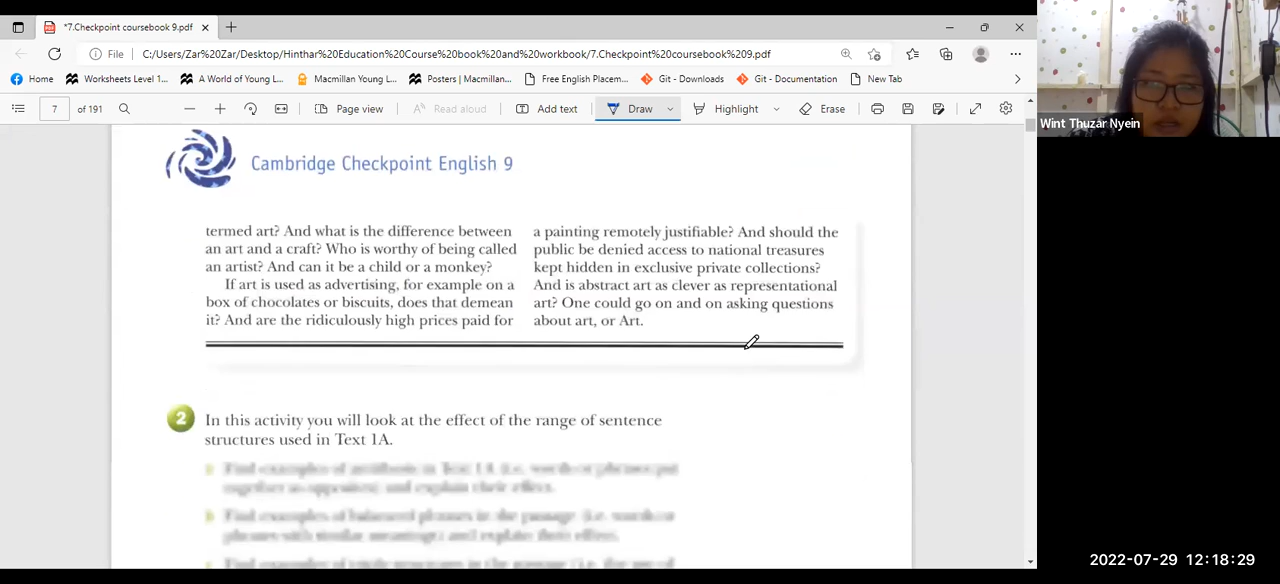 *7.Checkpoint coursebook 9.pdf
File
C:/Users/Zar%20Zar/Desktop/Hinthar%20Education%20Course%20book%20and%20workbook/7.Checkpoint%20coursebook%209.pdf
Home
Worksheets Level 1...
A World of Young L...
Macmillan Young L...
Posters | Macmillan...
Free English Placem...
Git - Downloads
Git - Documentation
New Tab
7 of 191
Page view
Read aloud
Add text
Draw
Highlight
Erase
Wint Thuzar Nyein
Cambridge Checkpoint English 9
termed art? And what is the difference between
an art and a craft? Who is worthy of being called
an artist? And can it be a child or a monkey?
If art is used as advertising, for example on a
box of chocolates or biscuits, does that demean
it? And are the ridiculously high prices paid for
a painting remotely justifiable? And should the
public be denied access to national treasures
kept hidden in exclusive private collections?
And is abstract art as clever as representational
art? One could go on and on asking questions
about art, or Art.
2
In this activity you will look at the effect of the range of sentence
structures used in Text 1A.
2022-07-29 12:18:29